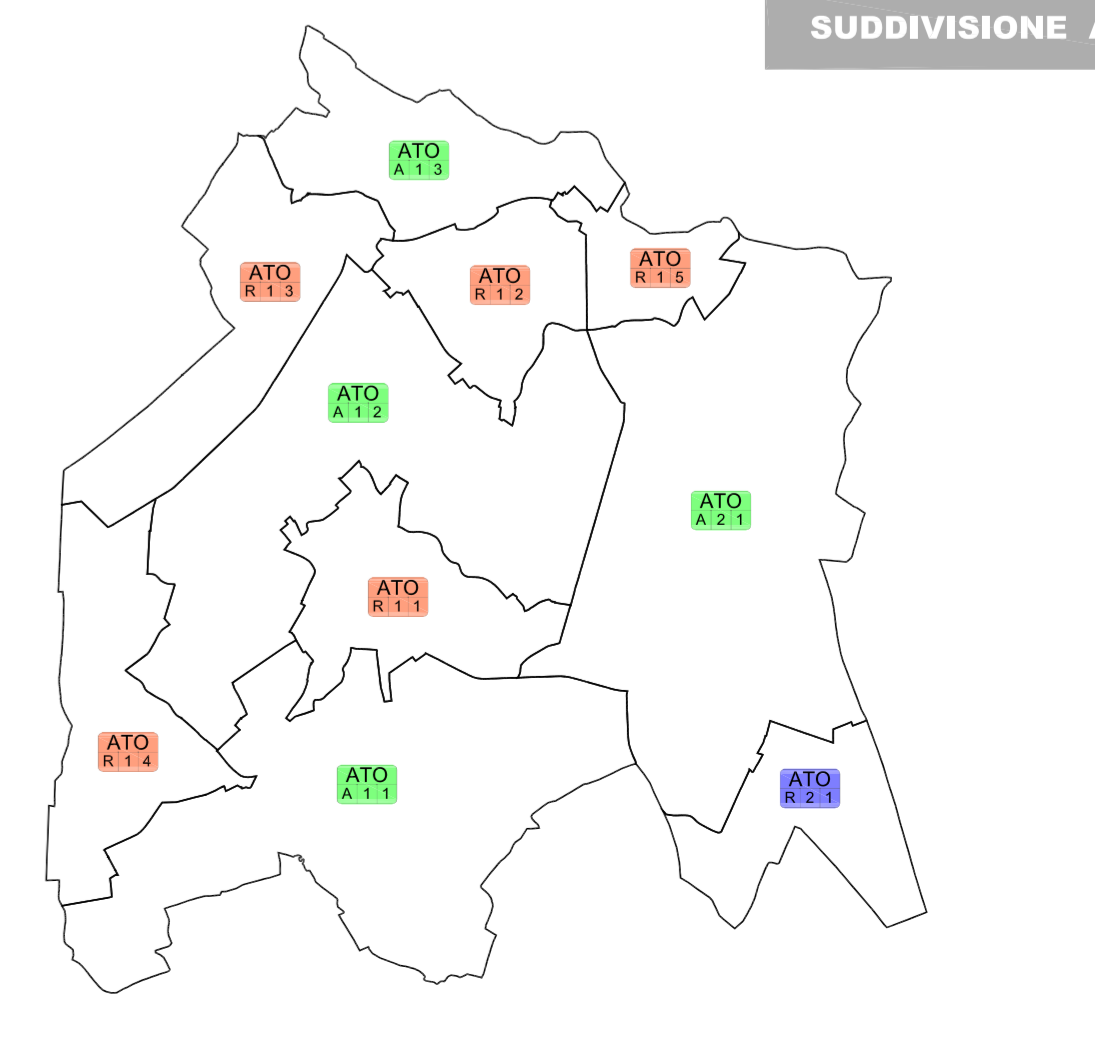 SUDDIVISIONE
ATO
A 1 3
ATO
R 1 3
ATO
R 1 2
ATO
R 1 5
ATO
A 1 2
ATO
A 2 1
ATO
R 1 1
ATO
R 1 4
ATO
A 1 1
ATO
R 2 1